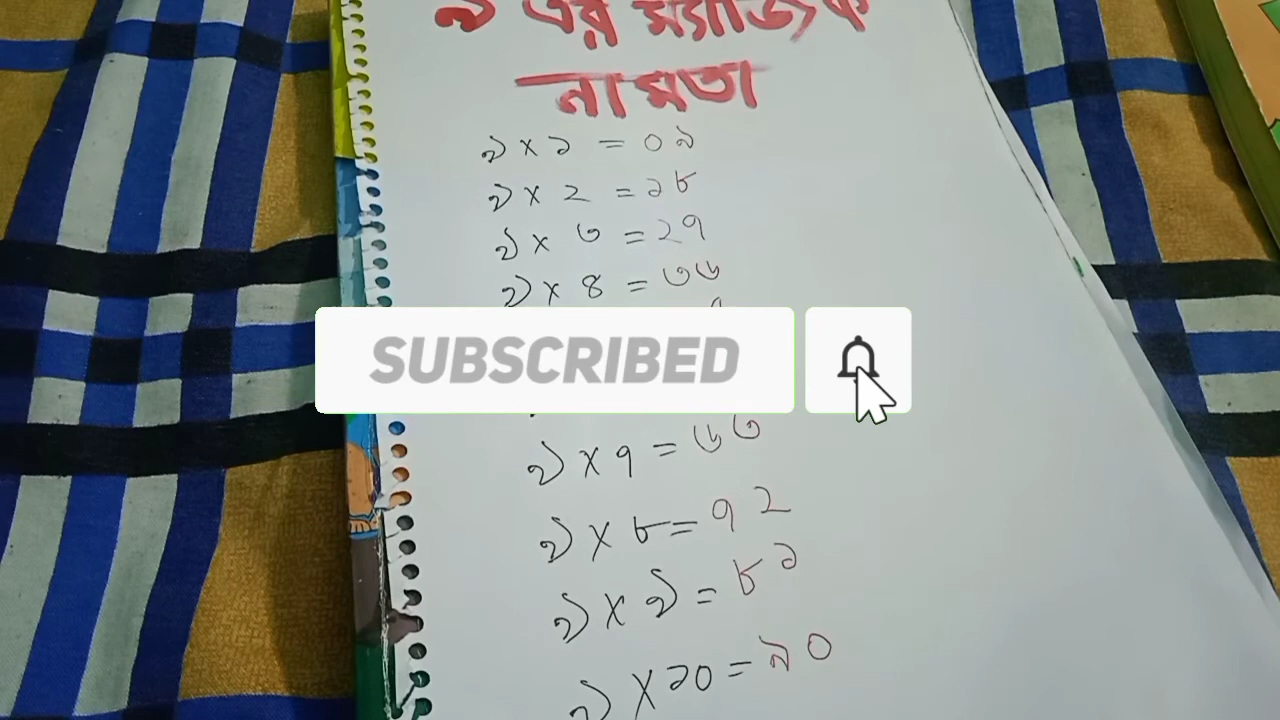 ৯ এর ম্যাজিক
নামতা
৯ × ১ = ০৯
৯ × ২ = ১৮
৯ × ৩ = ২৭
৯ × ৪ = ৩৬
SUBSCRIBED
৯ × ৭ = ৬৩
৯ × ৮ = ৭২
৯ × ৯ = ৮১
৯ × ১০ = ৯০